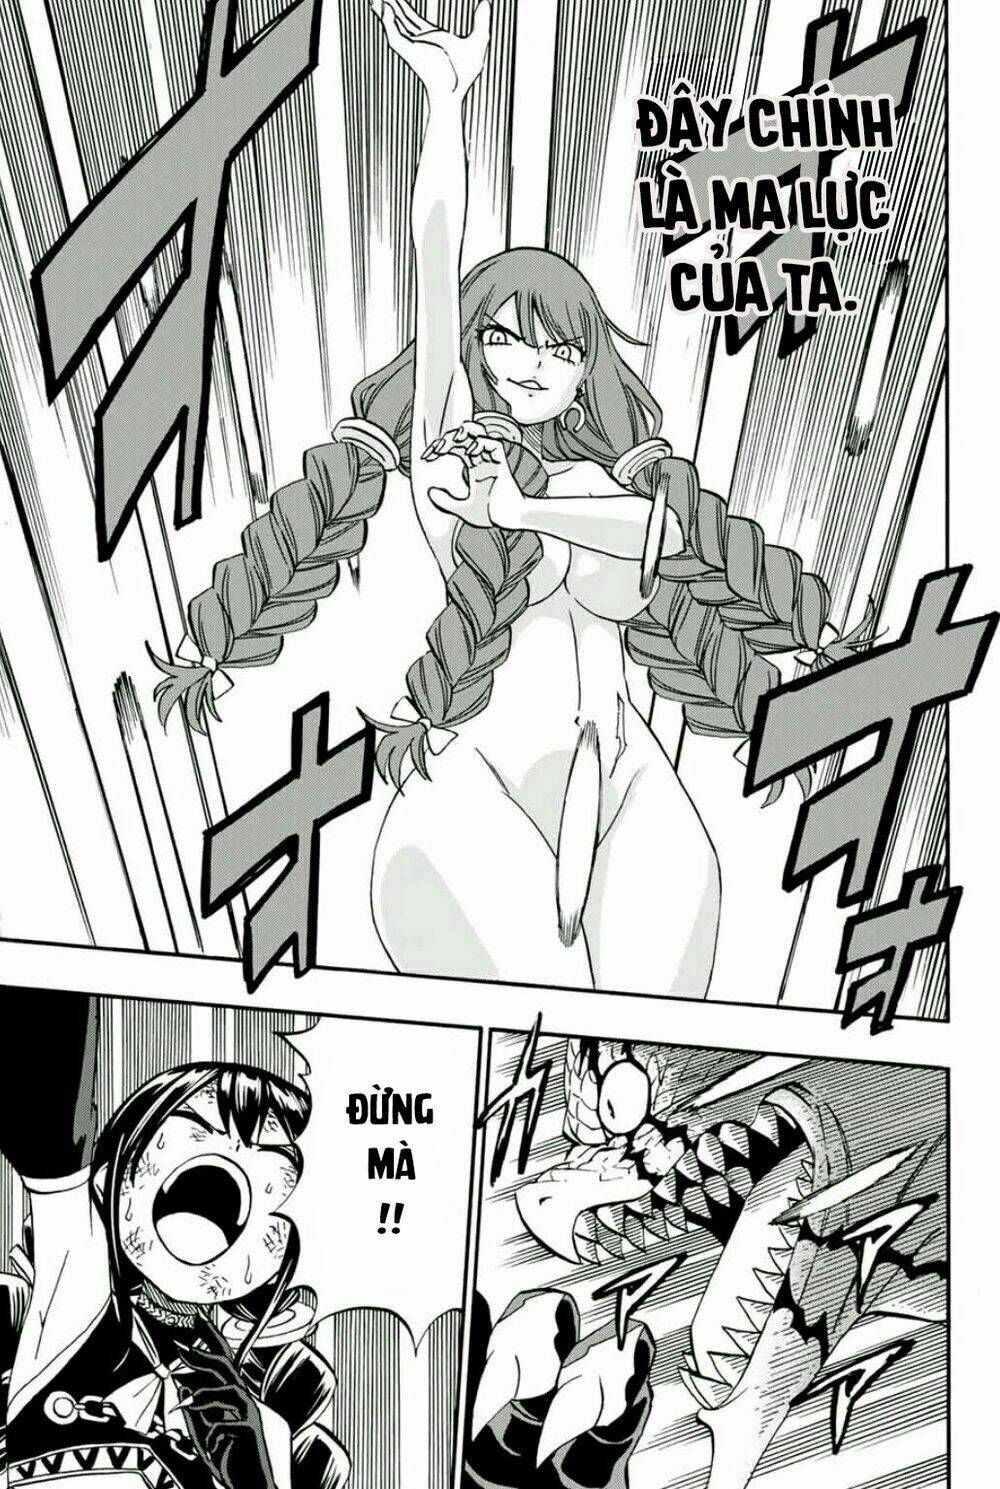 ĐÂY CHÍNH
LÀ MA LỰC
CỦA TA.
ĐỪNG
MÀ
!!